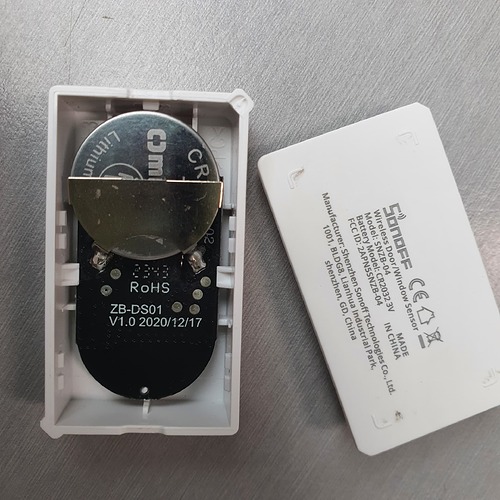 Lithium
CR
RoHS
ZB-DS01
V1.0 2020/12/17
SONOFF
Wireless Door/Window Sensor
Model: SNZB-04
Battery Model: CR2032 3V
FCC ID: 2APN5SNZB-04
MADE
IN CHINA
Manufacturer: Shenzhen Sonoff Technologies Co., Ltd.
1001, BLDG8, Lianhua Industrial Park,
shenzhen, GD, China